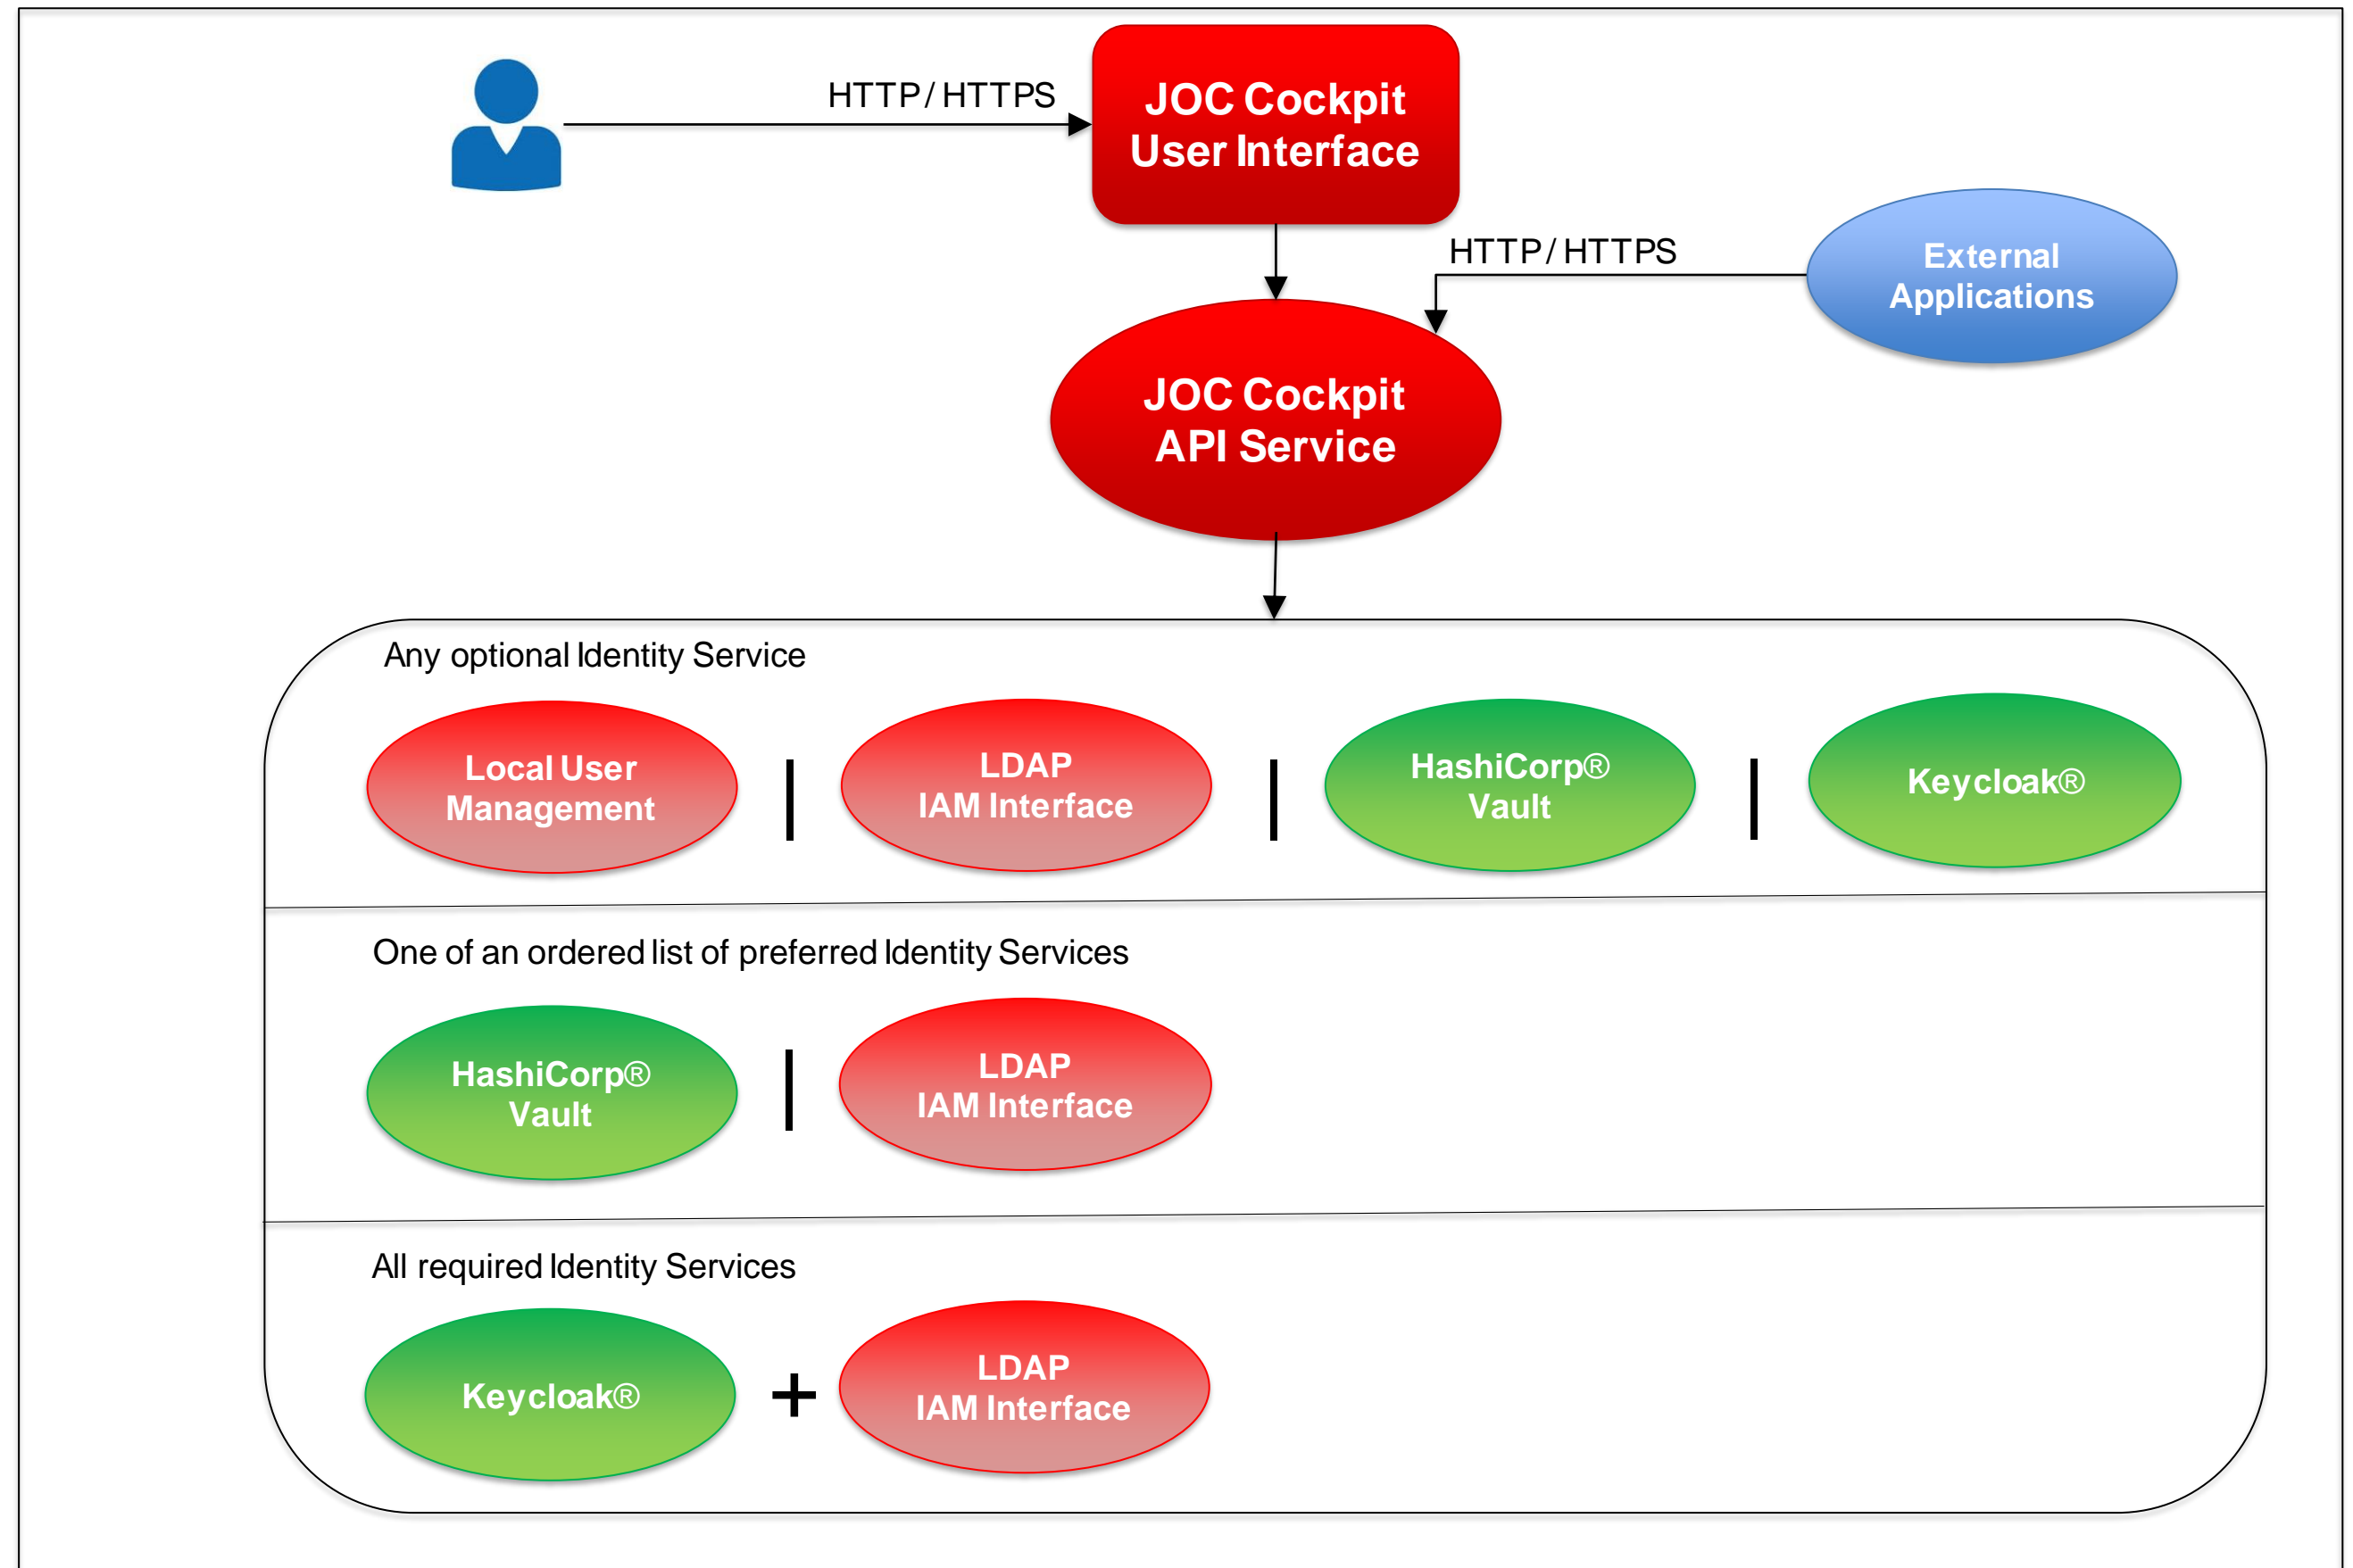 HTTP / HTTPS
JOC Cockpit
User Interface
HTTP / HTTPS
External
Applications
JOC Cockpit
API Service
Any optional Identity Service
Local User
Management
|
LDAP
IAM Interface
|
HashiCorp®
Vault
|
Keycloak®
One of an ordered list of preferred Identity Services
HashiCorp®
Vault
|
LDAP
IAM Interface
All required Identity Services
Keycloak®
+
LDAP
IAM Interface